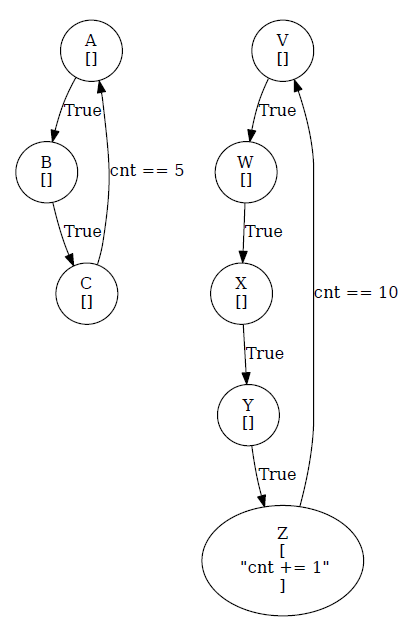 A
[]
True
B
[]
cnt == 5
True
C
[]
V
[]
True
W
[]
True
X
[]
cnt == 10
True
Y
[]
True
Z
[
"cnt += 1"
]